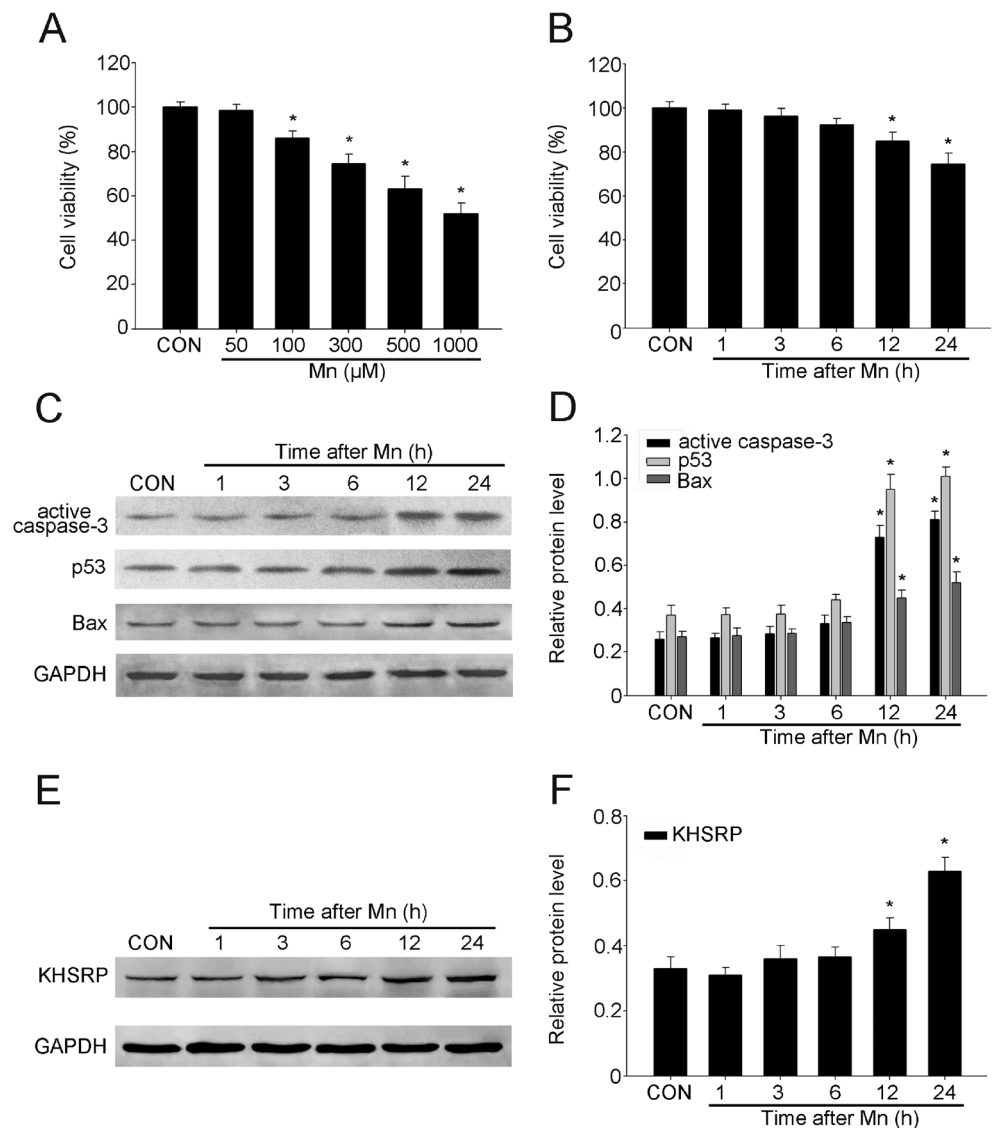 A
120
100
80
60
40
20
0
Cell viability (%)
*
*
*
*
CON 50 100 300 500 1000
Mn (µM)
B
120
100
80
60
40
20
0
Cell viability (%)
*
*
CON 1 3 6 12 24
Time after Mn (h)
C
Time after Mn (h)
CON 1 3 6 12 24
active
caspase-3
p53
Bax
GAPDH
D
1.2
1.0
0.8
0.6
0.4
0.2
0
Relative protein level
active caspase-3
p53
Bax
* * *
* * *
CON 1 3 6 12 24
Time after Mn (h)
E
Time after Mn (h)
CON 1 3 6 12 24
KHSRP
GAPDH
F
0.8
0.6
0.4
0.2
0
Relative protein level
KHSRP
*
*
CON 1 3 6 12 24
Time after Mn (h)